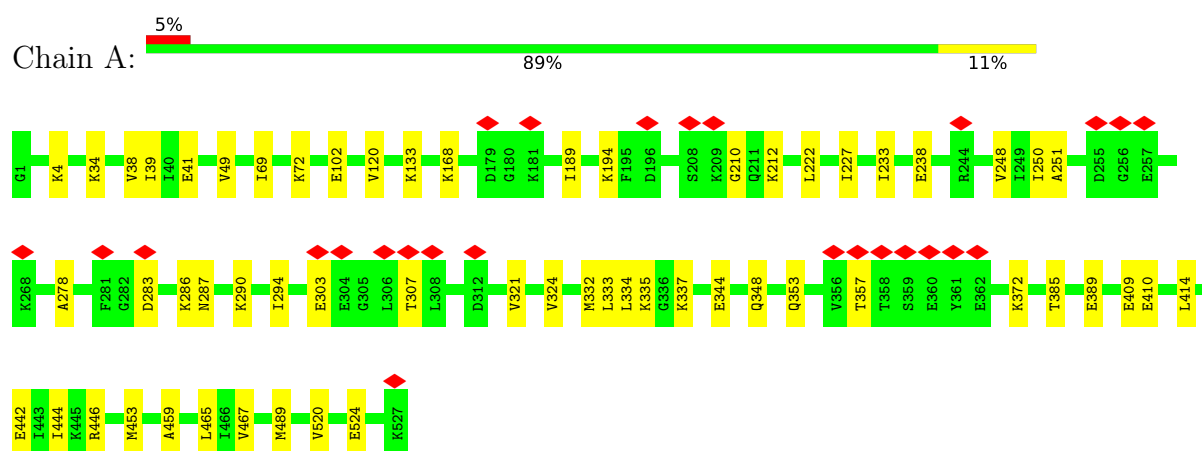 5%
Chain A:
89% 11%
G1 K4 K34 V38 I39 I40 E41 V49 I69 K72 E102 V120 K133 K168 D179 G180 K181 I189 K194 F195 D196 S208 K209 G210 Q211 K212 L222 I227 I233 E238 R244 V248 I249 I250 A251 D255 G256 E257
K268 A278 F281 G282 D283 K286 N287 K290 I294 E303 E304 G305 L306 T307 L308 D312 V321 V324 M332 L333 L334 K335 G336 K337 E344 Q348 Q353 V356 T357 T358 S359 E360 Y361 E362 K372 T385 E389 E409 E410 L414
E442 I443 I444 K445 R446 M453 A459 L465 I466 V467 M489 V520 E524 K527